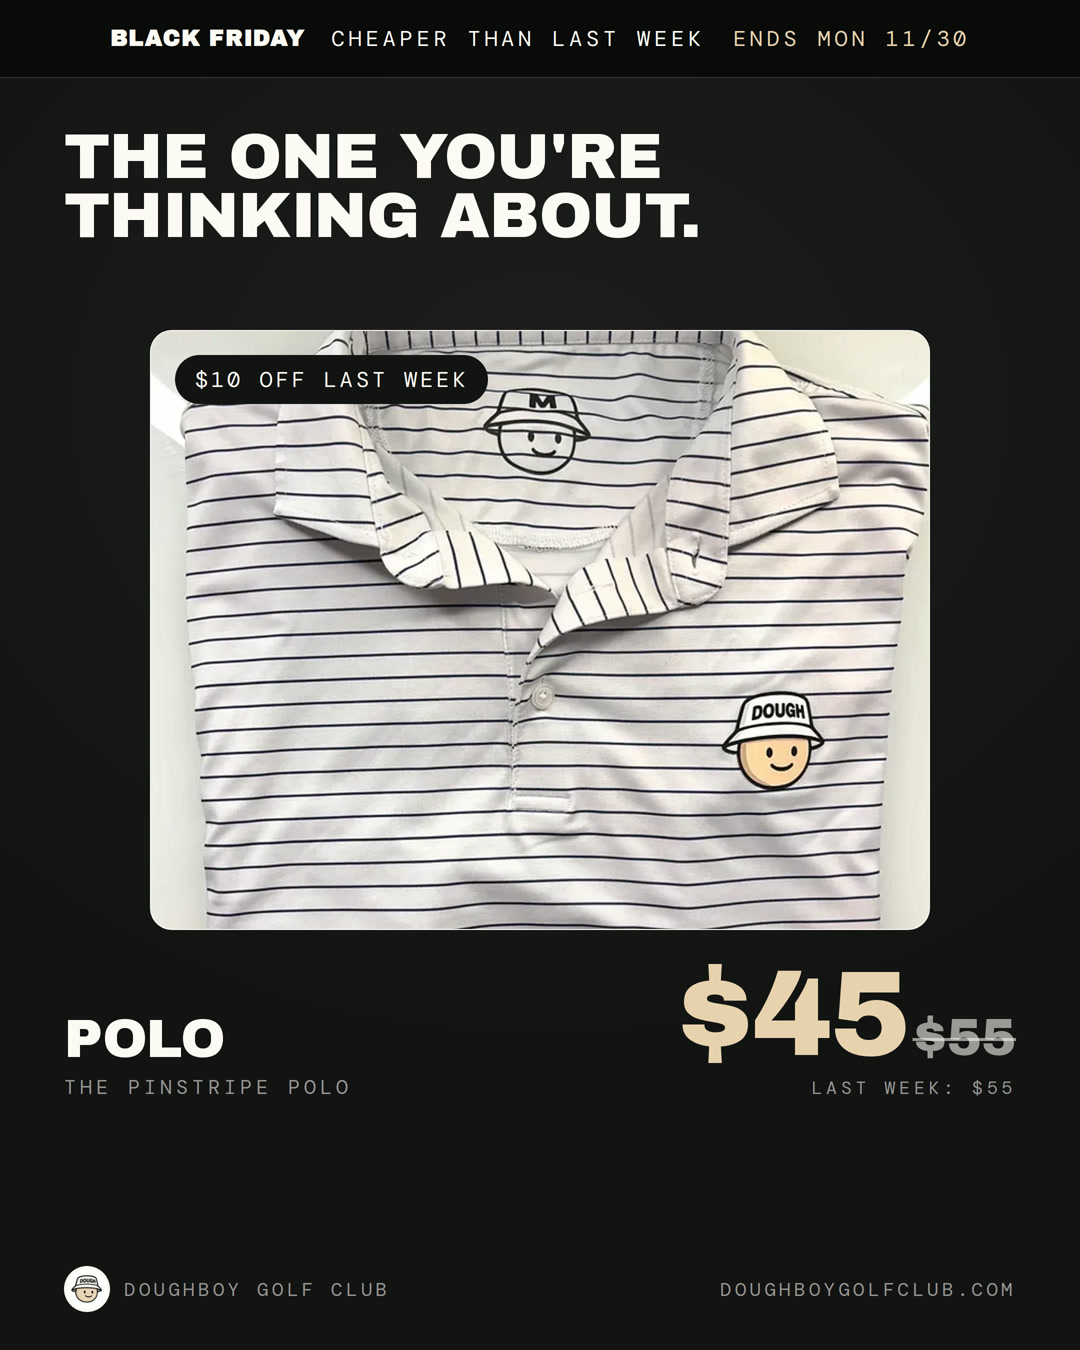 BLACK FRIDAY CHEAPER THAN LAST WEEK ENDS MON 11/30
THE ONE YOU'RE
THINKING ABOUT.
$10 OFF LAST WEEK
M
DOUGH
$45 $55
POLO
THE PINSTRIPE POLO
LAST WEEK: $55
DOUGH
DOUGHBOY GOLF CLUB
DOUGHBOYGOLFCLUB.COM